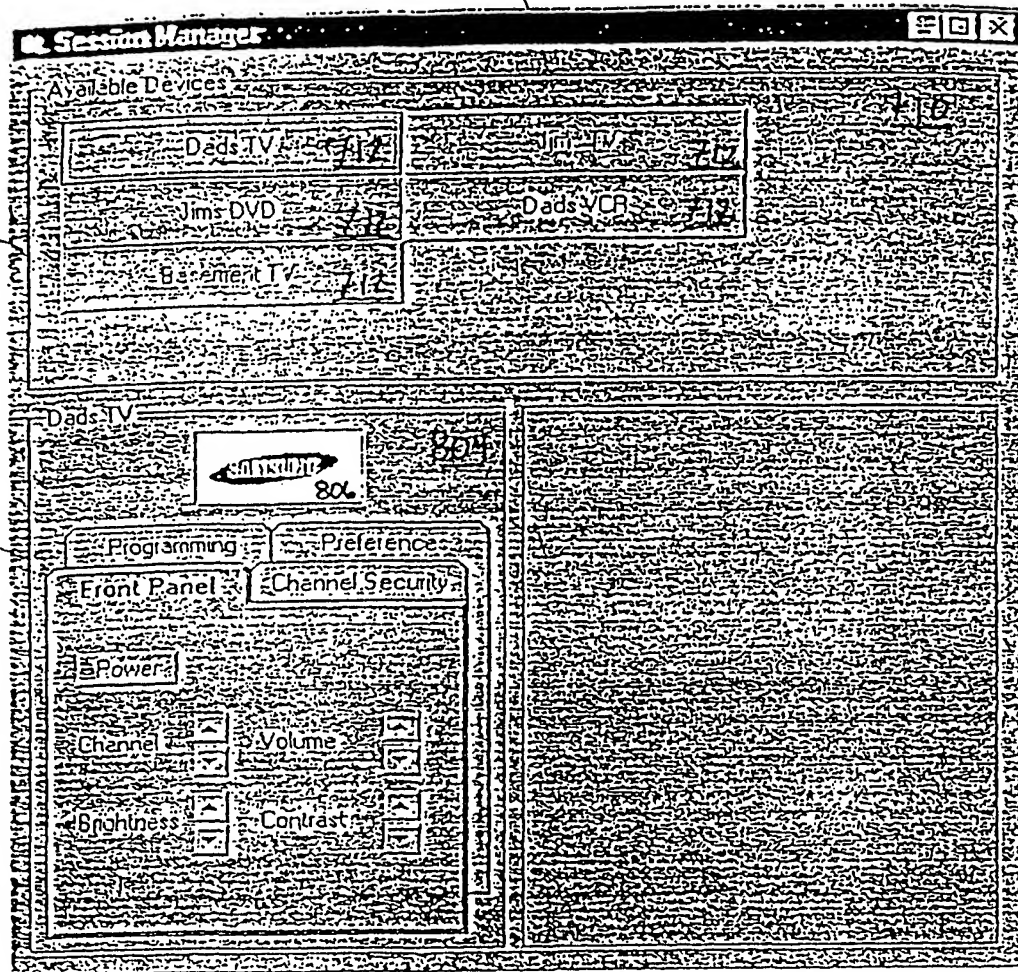 Session Manager
Available Devices
710
Dads TV 712
Jims TV 712
Jims DVD 712
Dads VCR 712
Basement TV 712
Dads TV
804
806
Programming
Preference
Front Panel
Channel Security
Power
Channel
Volume
Brightness
Contrast